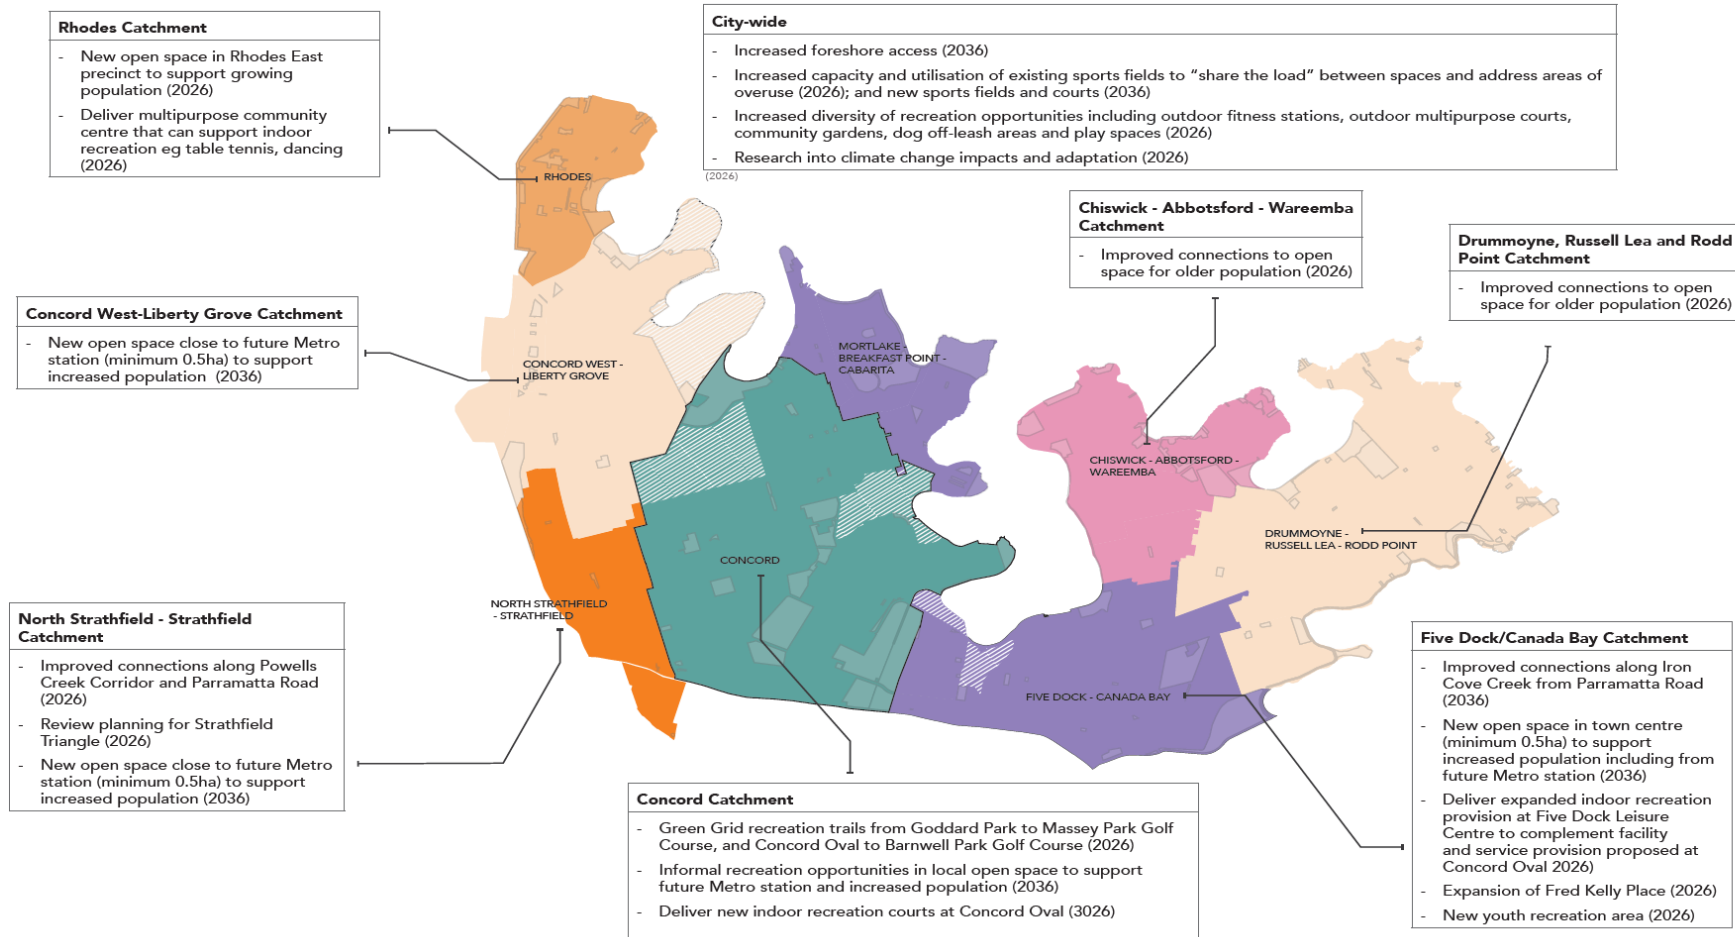 Rhodes Catchment
- New open space in Rhodes East
precinct to support growing
population (2026)
- Deliver multipurpose community
centre that can support indoor
recreation eg table tennis, dancing
(2026)
City-wide
- Increased foreshore access (2036)
- Increased capacity and utilisation of existing sports fields to “share the load” between spaces and address areas of
overuse (2026); and new sports fields and courts (2036)
- Increased diversity of recreation opportunities including outdoor fitness stations, outdoor multipurpose courts,
community gardens, dog off-leash areas and play spaces (2026)
- Research into climate change impacts and adaptation (2026)
(2026)
Chiswick - Abbotsford - Wareemba
Catchment
- Improved connections to open
space for older population (2026)
Drummoyne, Russell Lea and Rodd
Point Catchment
- Improved connections to open
space for older population (2026)
Concord West-Liberty Grove Catchment
- New open space close to future Metro
station (minimum 0.5ha) to support
increased population (2036)
RHODES
CONCORD WEST -
LIBERTY GROVE
MORTLAKE -
BREAKFAST POINT -
CABARITA
CHISWICK - ABBOTSFORD -
WAREEMBA
DRUMMOYNE -
RUSSELL LEA - RODD POINT
CONCORD
NORTH STRATHFIELD
- STRATHFIELD
FIVE DOCK - CANADA BAY
North Strathfield - Strathfield
Catchment
- Improved connections along Powells
Creek Corridor and Parramatta Road
(2026)
- Review planning for Strathfield
Triangle (2026)
- New open space close to future Metro
station (minimum 0.5ha) to support
increased population (2036)
Concord Catchment
- Green Grid recreation trails from Goddard Park to Massey Park Golf
Course, and Concord Oval to Barnwell Park Golf Course (2026)
- Informal recreation opportunities in local open space to support
future Metro station and increased population (2036)
- Deliver new indoor recreation courts at Concord Oval (3026)
Five Dock/Canada Bay Catchment
- Improved connections along Iron
Cove Creek from Parramatta Road
(2036)
- New open space in town centre
(minimum 0.5ha) to support
increased population including from
future Metro station (2036)
- Deliver expanded indoor recreation
provision at Five Dock Leisure
Centre to complement facility
and service provision proposed at
Concord Oval 2026)
- Expansion of Fred Kelly Place (2026)
- New youth recreation area (2026)